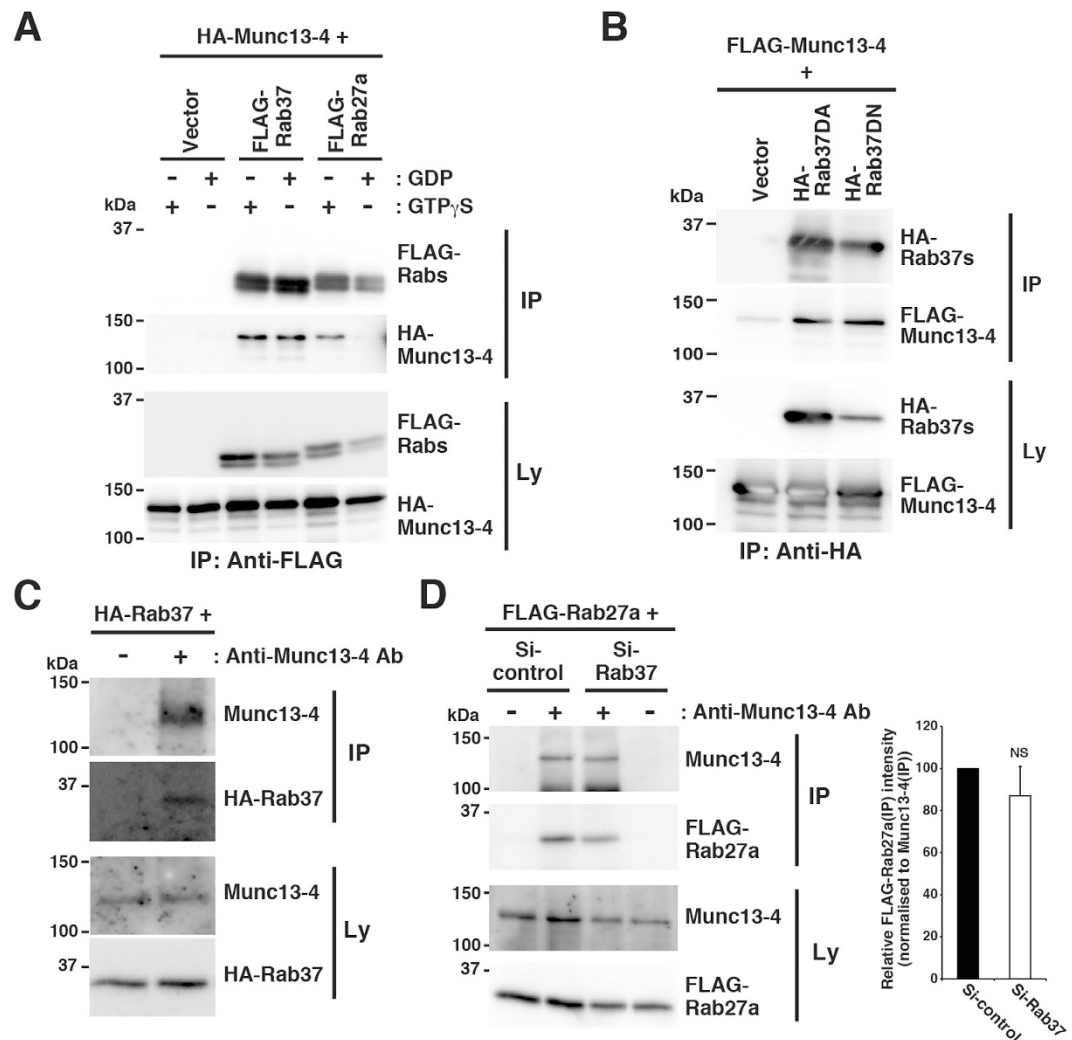 A
HA-Munc13-4 +
Vector
FLAG-
Rab37
FLAG-
Rab27a
- + - + - + : GDP
kDa + - + - + - : GTPγS
37
FLAG-
Rabs
150
HA-
Munc13-4
100
IP
37
FLAG-
Rabs
150
HA-
Munc13-4
100
Ly
IP: Anti-FLAG
B
FLAG-Munc13-4
+
Vector
HA-
Rab37DA
HA-
Rab37DN
kDa
37
HA-
Rab37s
150
FLAG-
Munc13-4
100
IP
37
HA-
Rab37s
150
FLAG-
Munc13-4
100
Ly
IP: Anti-HA
C
HA-Rab37 +
- + : Anti-Munc13-4 Ab
kDa
150
Munc13-4
100
37
HA-Rab37
IP
150
Munc13-4
100
37
HA-Rab37
Ly
D
FLAG-Rab27a +
Si-
control
Si-
Rab37
- + + - : Anti-Munc13-4 Ab
kDa
150
Munc13-4
100
37
FLAG-
Rab27a
IP
150
Munc13-4
100
37
FLAG-
Rab27a
Ly
Relative FLAG-Rab27a(IP) intensity
(normalised to Munc13-4(IP))
120
100
80
60
40
20
0
NS
Si-control
Si-Rab37